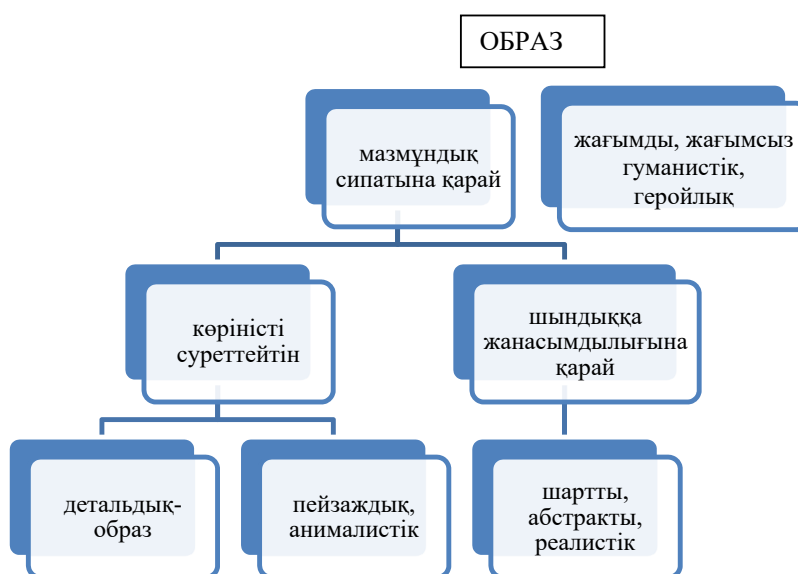 ОБРАЗ
мазмұндық
сипатына қарай
жағымды, жағымсыз
гуманистік,
геройлық
көріністі
суреттейтін
шындыққа
жанасымдылығына
қарай
детальдық-
образ
пейзаждық,
анималистік
шартты,
абстракты,
реалистік